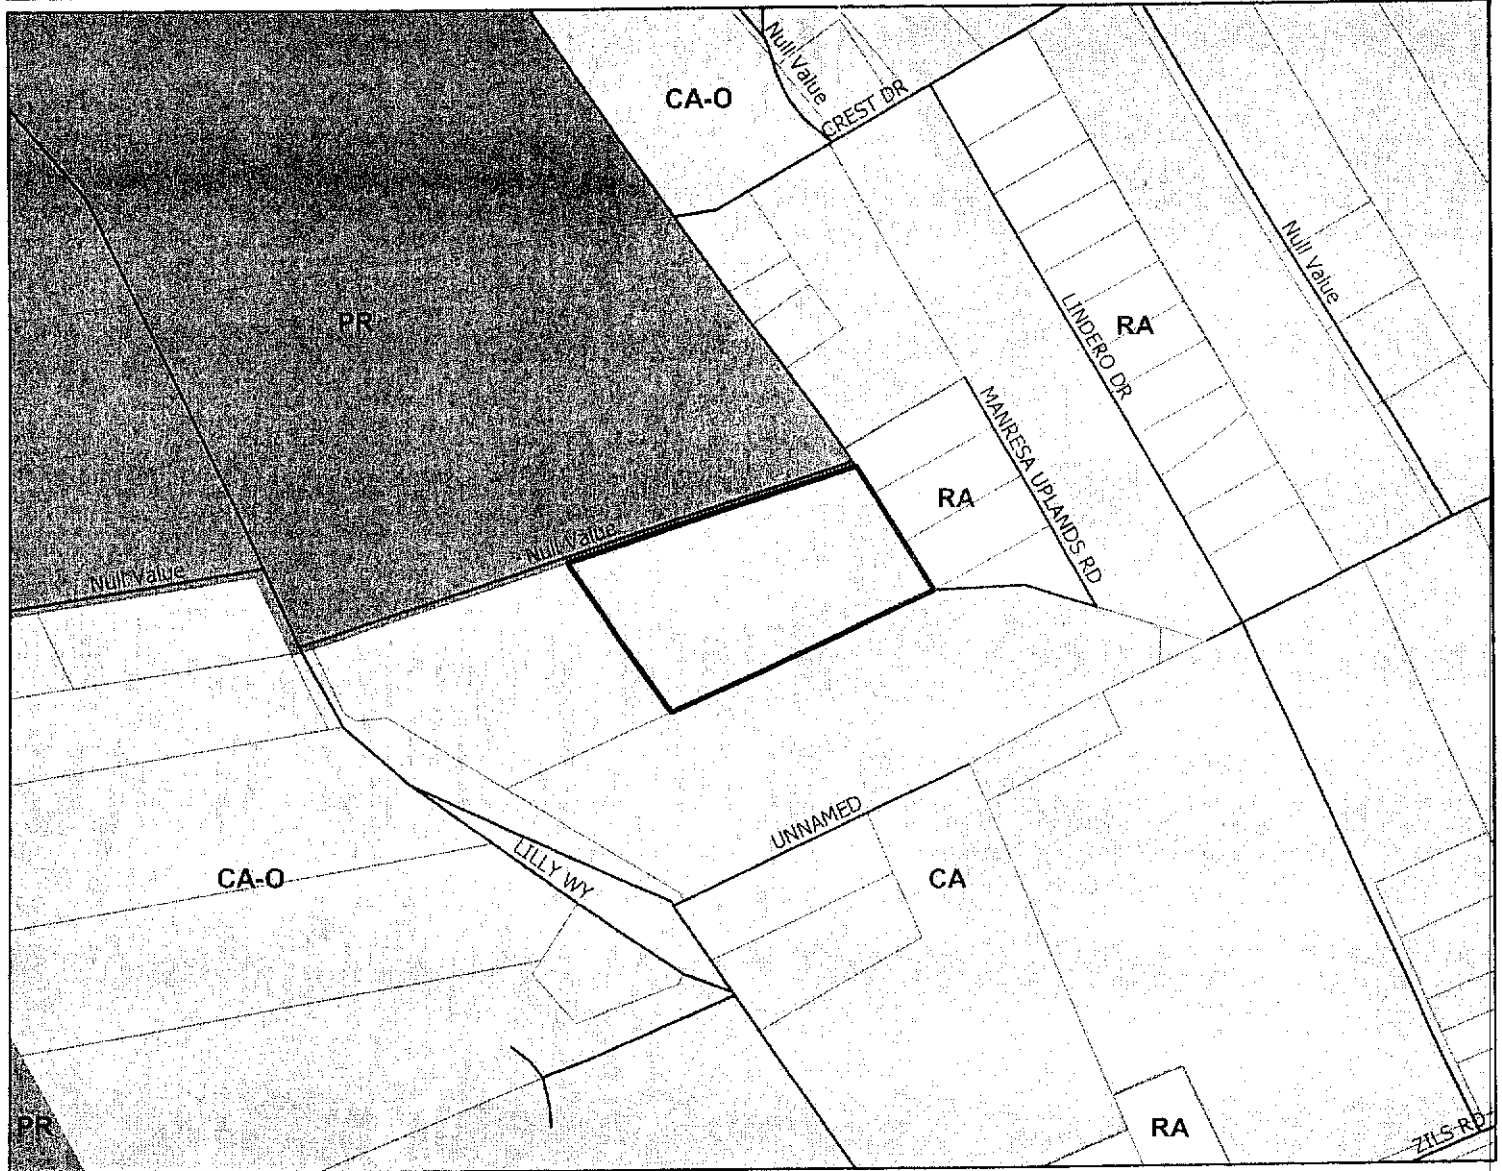 CA-O
Null Value
CREST DR
PR
LINDERO DR
RA
Null Value
MANRESA UPLANDS RD
RA
Null Value
Null Value
UNNAMED
LILLY WY
CA-O
CA
PR
RA
ZILS RD